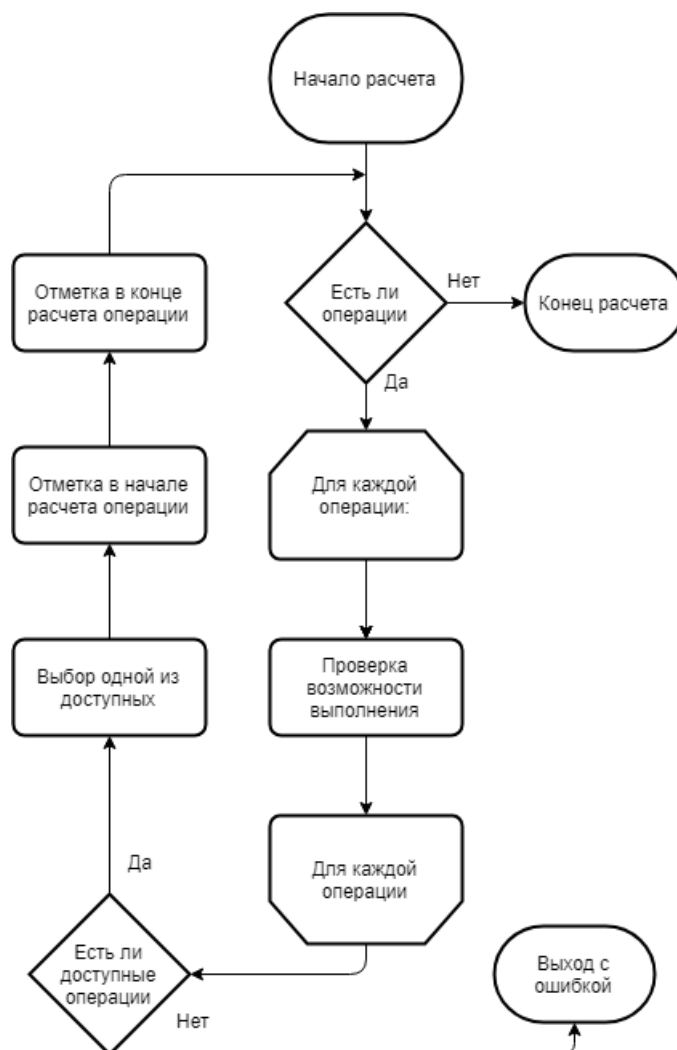 Начало расчета
Отметка в конце
расчета операции
Есть ли
операции
Нет
Конец расчета
Да
Отметка в начале
расчета операции
Для каждой
операции:
Выбор одной из
доступных
Проверка
возможности
выполнения
Да
Для каждой
операции
Есть ли
доступные
операции
Нет
Выход с
ошибкой